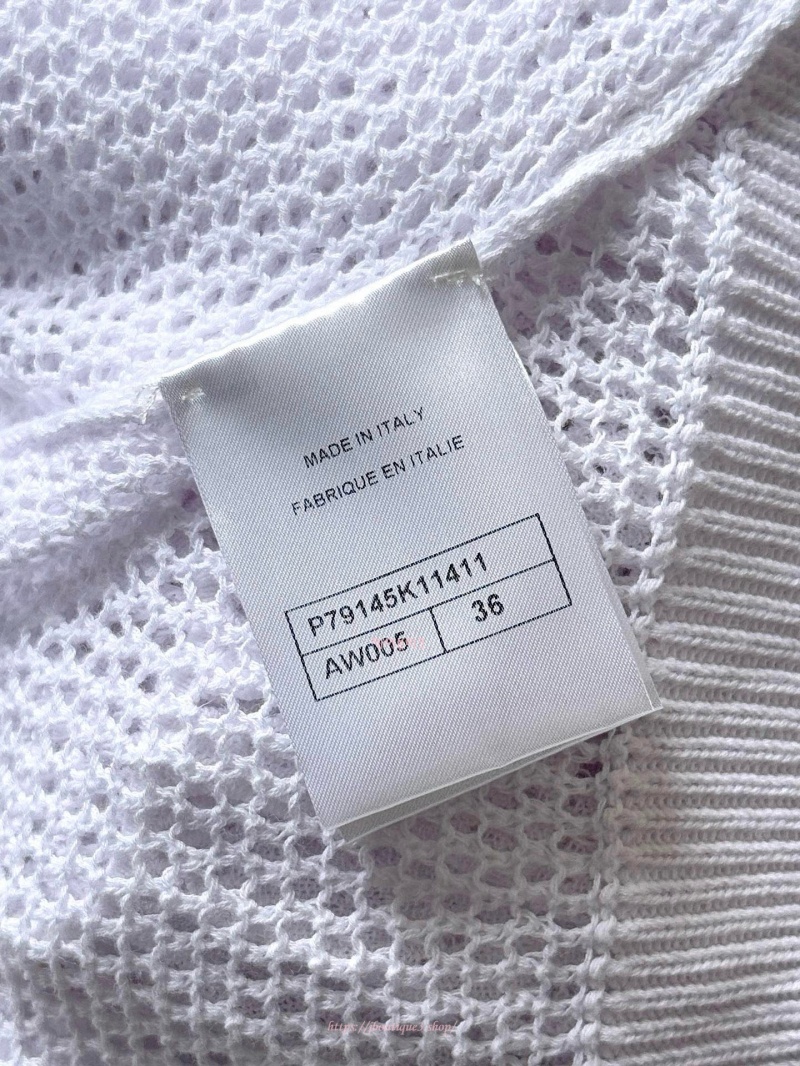 MADE IN ITALY
FABRIQUE EN ITALIE
P79145K11411
AW005 36